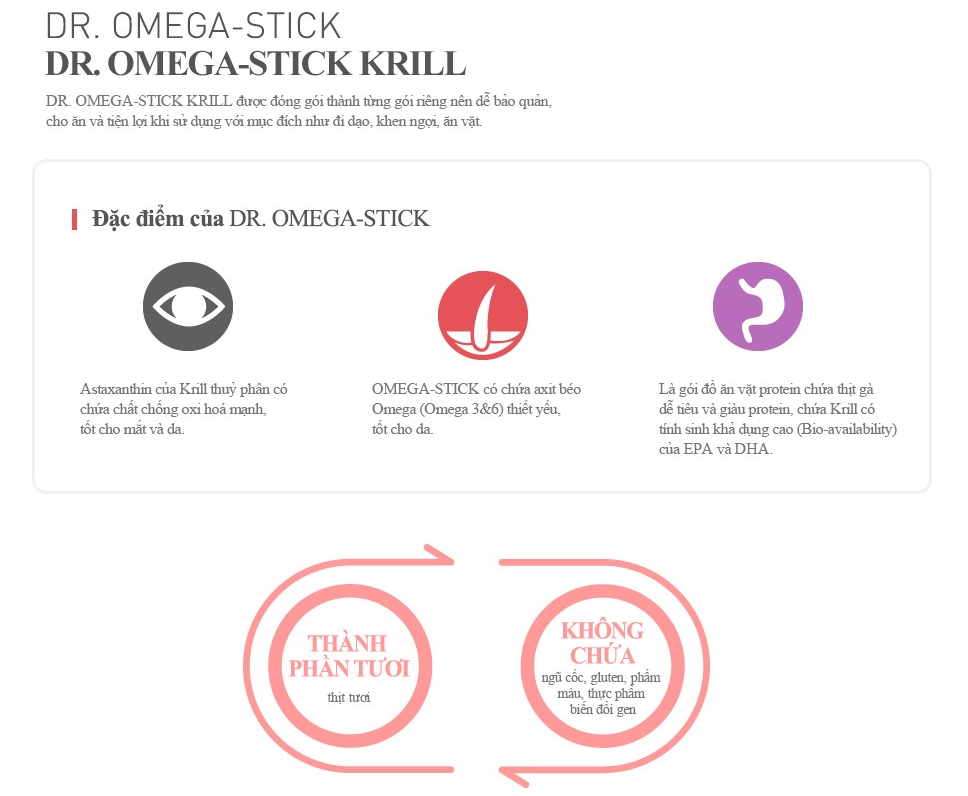 DR. OMEGA-STICK
DR. OMEGA-STICK KRILL
DR. OMEGA-STICK KRILL được đóng gói thành từng gói riêng nên dễ bảo quản,
cho ăn và tiện lợi khi sử dụng với mục đích như đi dạo, khen ngợi, ăn vặt.
Đặc điểm của DR. OMEGA-STICK
Astaxanthin của Krill thuỷ phân có
chứa chất chống oxi hoá mạnh,
tốt cho mắt và da.
OMEGA-STICK có chứa axit béo
Omega (Omega 3&6) thiết yếu,
tốt cho da.
Là gói đồ ăn vặt protein chứa thịt gà
dễ tiêu và giàu protein, chứa Krill có
tính sinh khả dụng cao (Bio-availability)
của EPA và DHA.
THÀNH
PHẦN TƯƠI
thịt tươi
KHÔNG
CHỨA
ngũ cốc, gluten, phẩm
màu, thực phẩm
biến đổi gen